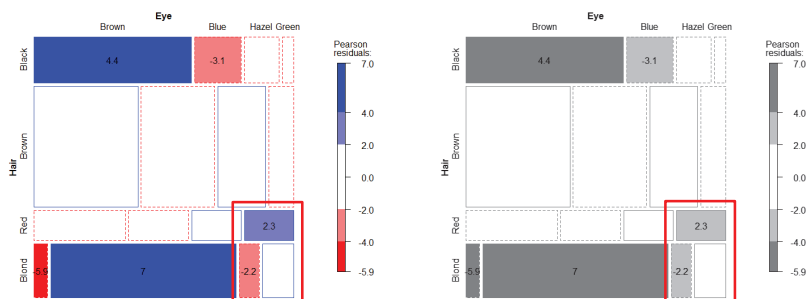 Eye
Brown Blue Hazel Green
Hair
Black Brown Red Blond
4.4 -3.1
2.3
-5.9 7 -2.2
Pearson
residuals:
7.0
4.0
2.0
0.0
-2.0
-4.0
-5.9
Eye
Brown Blue Hazel Green
Hair
Black Brown Red Blond
4.4 -3.1
2.3
-5.9 7 -2.2
Pearson
residuals:
7.0
4.0
2.0
0.0
-2.0
-4.0
-5.9